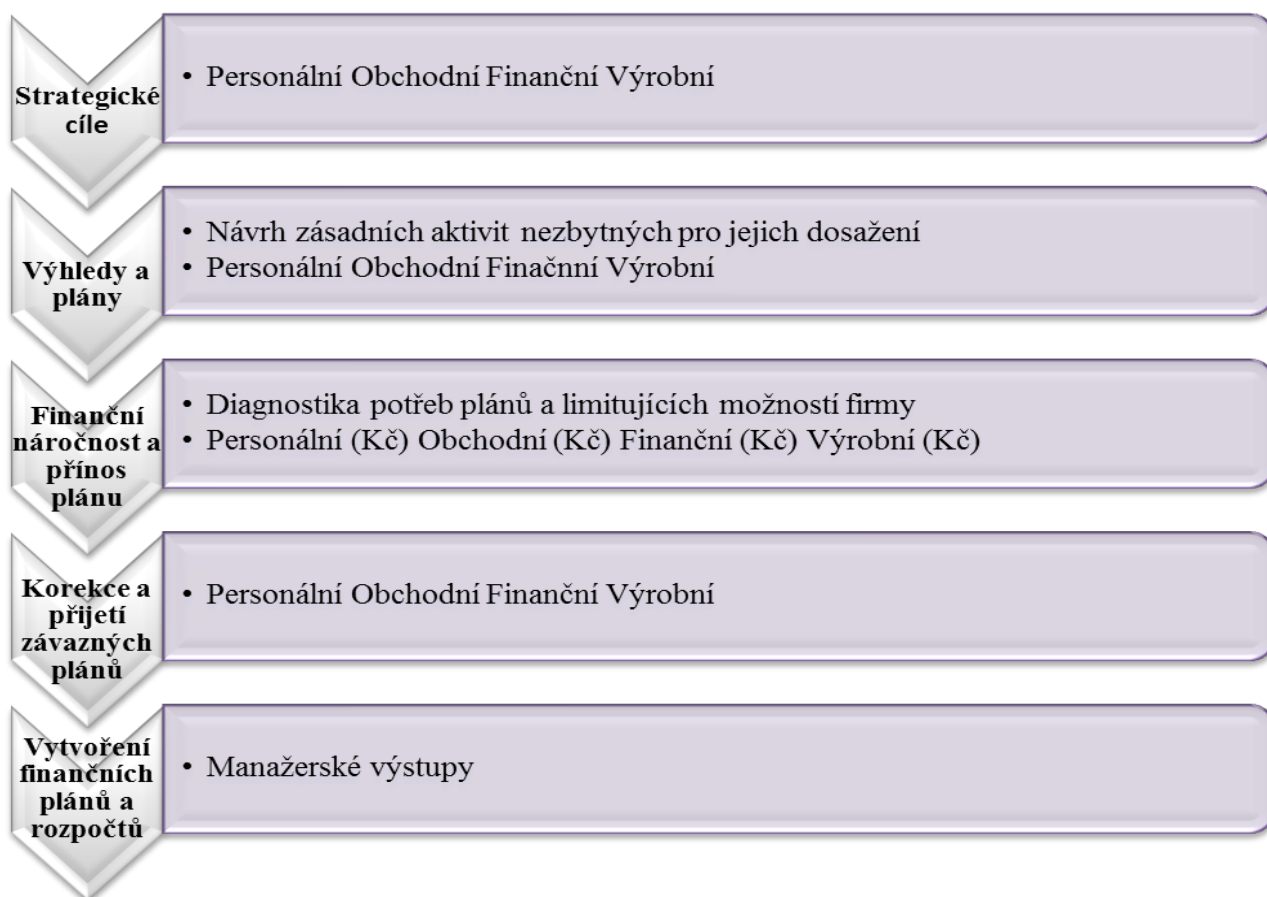 Strategické
cíle
• Personální Obchodní Finanční Výrobní
Výhledy a
plány
• Návrh zásadních aktivit nezbytných pro jejich dosažení
• Personální Obchodní Finačnní Výrobní
Finanční
náročnost a
přínos
plánu
• Diagnostika potřeb plánů a limitujících možností firmy
• Personální (Kč) Obchodní (Kč) Finanční (Kč) Výrobní (Kč)
Korekce a
přijetí
závazných
plánů
• Personální Obchodní Finanční Výrobní
Vytvoření
finančních
plánů a
rozpočtů
• Manažerské výstupy